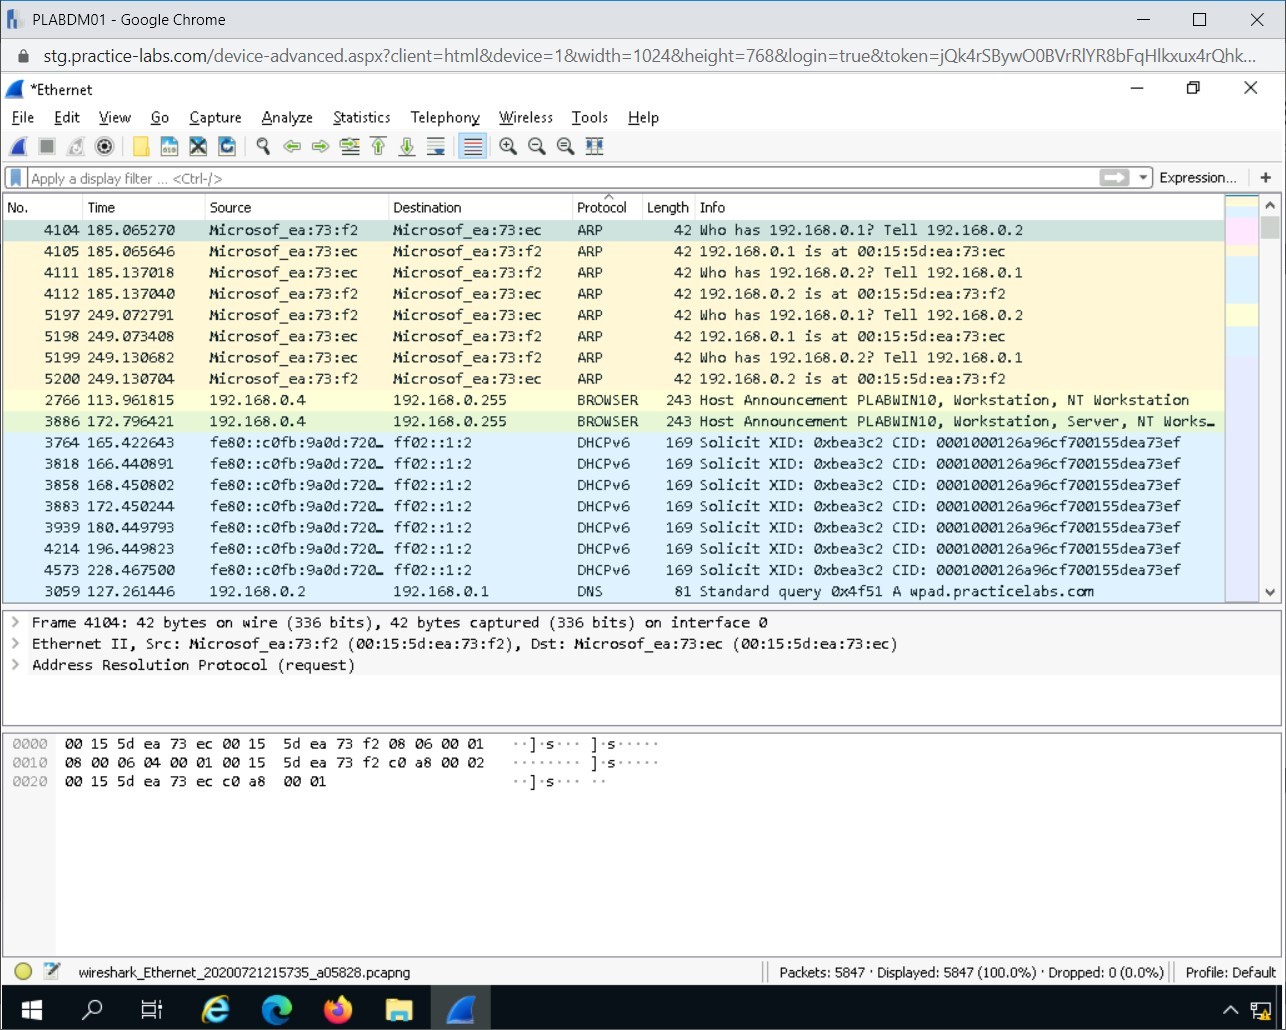 PLABDM01 - Google Chrome
stg.practice-labs.com/device-advanced.aspx?client=html&device=1&width=1024&height=768&login=true&token=jQk4rSBywO0BVrRlYR8bFqHlkxux4rQhk...
*Ethernet
File Edit View Go Capture Analyze Statistics Telephony Wireless Tools Help
Apply a display filter ... <Ctrl-/> Expression... +
No. Time Source Destination Protocol Length Info
4104 185.065270 Microsof_ea:73:f2 Microsof_ea:73:ec ARP 42 Who has 192.168.0.1? Tell 192.168.0.2
4105 185.065646 Microsof_ea:73:ec Microsof_ea:73:f2 ARP 42 192.168.0.1 is at 00:15:5d:ea:73:ec
4111 185.137018 Microsof_ea:73:ec Microsof_ea:73:f2 ARP 42 Who has 192.168.0.2? Tell 192.168.0.1
4112 185.137040 Microsof_ea:73:f2 Microsof_ea:73:ec ARP 42 192.168.0.2 is at 00:15:5d:ea:73:f2
5197 249.072791 Microsof_ea:73:f2 Microsof_ea:73:ec ARP 42 Who has 192.168.0.1? Tell 192.168.0.2
5198 249.073408 Microsof_ea:73:ec Microsof_ea:73:f2 ARP 42 192.168.0.1 is at 00:15:5d:ea:73:ec
5199 249.130682 Microsof_ea:73:ec Microsof_ea:73:f2 ARP 42 Who has 192.168.0.2? Tell 192.168.0.1
5200 249.130704 Microsof_ea:73:f2 Microsof_ea:73:ec ARP 42 192.168.0.2 is at 00:15:5d:ea:73:f2
2766 113.961815 192.168.0.4 192.168.0.255 BROWSER 243 Host Announcement PLABWIN10, Workstation, NT Workstation
3886 172.796421 192.168.0.4 192.168.0.255 BROWSER 243 Host Announcement PLABWIN10, Workstation, Server, NT Works…
3764 165.422643 fe80::c0fb:9a0d:720… ff02::1:2 DHCPv6 169 Solicit XID: 0xbea3c2 CID: 0001000126a96cf700155dea73ef
3818 166.440891 fe80::c0fb:9a0d:720… ff02::1:2 DHCPv6 169 Solicit XID: 0xbea3c2 CID: 0001000126a96cf700155dea73ef
3858 168.450802 fe80::c0fb:9a0d:720… ff02::1:2 DHCPv6 169 Solicit XID: 0xbea3c2 CID: 0001000126a96cf700155dea73ef
3883 172.450244 fe80::c0fb:9a0d:720… ff02::1:2 DHCPv6 169 Solicit XID: 0xbea3c2 CID: 0001000126a96cf700155dea73ef
3939 180.449793 fe80::c0fb:9a0d:720… ff02::1:2 DHCPv6 169 Solicit XID: 0xbea3c2 CID: 0001000126a96cf700155dea73ef
4214 196.449823 fe80::c0fb:9a0d:720… ff02::1:2 DHCPv6 169 Solicit XID: 0xbea3c2 CID: 0001000126a96cf700155dea73ef
4573 228.467500 fe80::c0fb:9a0d:720… ff02::1:2 DHCPv6 169 Solicit XID: 0xbea3c2 CID: 0001000126a96cf700155dea73ef
3059 127.261446 192.168.0.2 192.168.0.1 DNS 81 Standard query 0x4f51 A wpad.practicelabs.com
Frame 4104: 42 bytes on wire (336 bits), 42 bytes captured (336 bits) on interface 0
Ethernet II, Src: Microsof_ea:73:f2 (00:15:5d:ea:73:f2), Dst: Microsof_ea:73:ec (00:15:5d:ea:73:ec)
Address Resolution Protocol (request)
0000 00 15 5d ea 73 ec 00 15 5d ea 73 f2 08 06 00 01 ··]·s··· ]·s·····
0010 08 00 06 04 00 01 00 15 5d ea 73 f2 c0 a8 00 02 ········ ]·s·····
0020 00 15 5d ea 73 ec c0 a8 00 01 ··]·s··· ··
wireshark_Ethernet_20200721215735_a05828.pcapng Packets: 5847 · Displayed: 5847 (100.0%) · Dropped: 0 (0.0%) Profile: Default